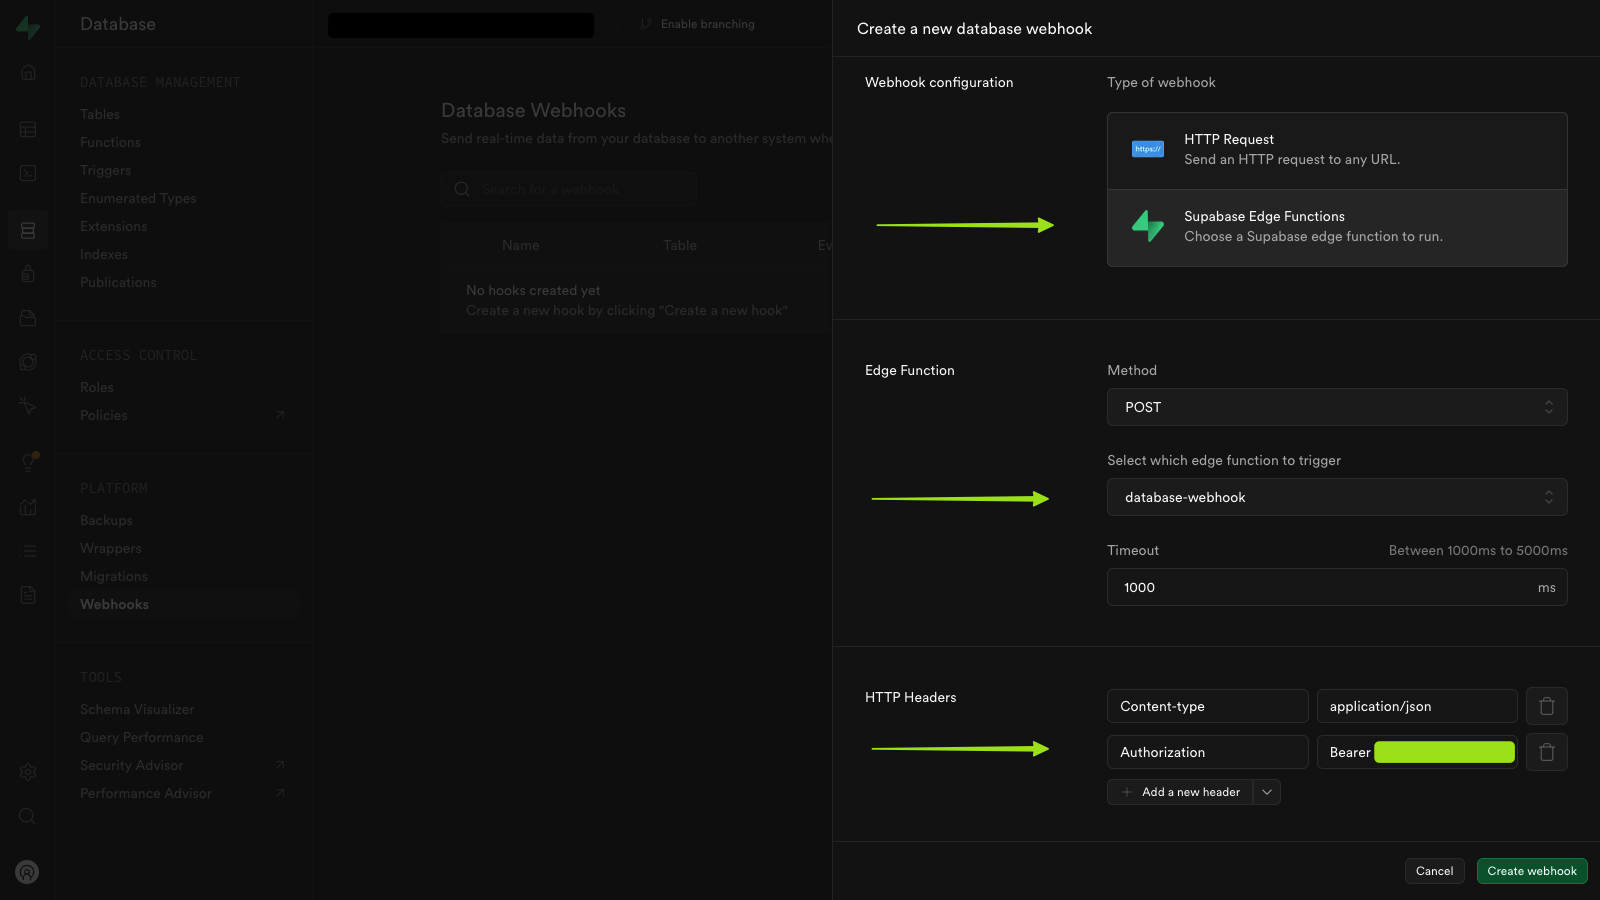 Database
Enable branching
Create a new database webhook
DATABASE MANAGEMENT
Tables
Functions
Triggers
Enumerated Types
Extensions
Indexes
Publications
ACCESS CONTROL
Roles
Policies
PLATFORM
Backups
Wrappers
Migrations
Webhooks
TOOLS
Schema Visualizer
Query Performance
Security Advisor
Performance Advisor
Database Webhooks
Send real-time data from your database to another system whe
Search for a webhook
Name Table Ev
No hooks created yet
Create a new hook by clicking "Create a new hook"
Webhook configuration
Type of webhook
https://
HTTP Request
Send an HTTP request to any URL.
Supabase Edge Functions
Choose a Supabase edge function to run.
Edge Function
Method
POST
Select which edge function to trigger
database-webhook
Timeout Between 1000ms to 5000ms
1000 ms
HTTP Headers
Content-type application/json
Authorization Bearer
Add a new header
Cancel Create webhook